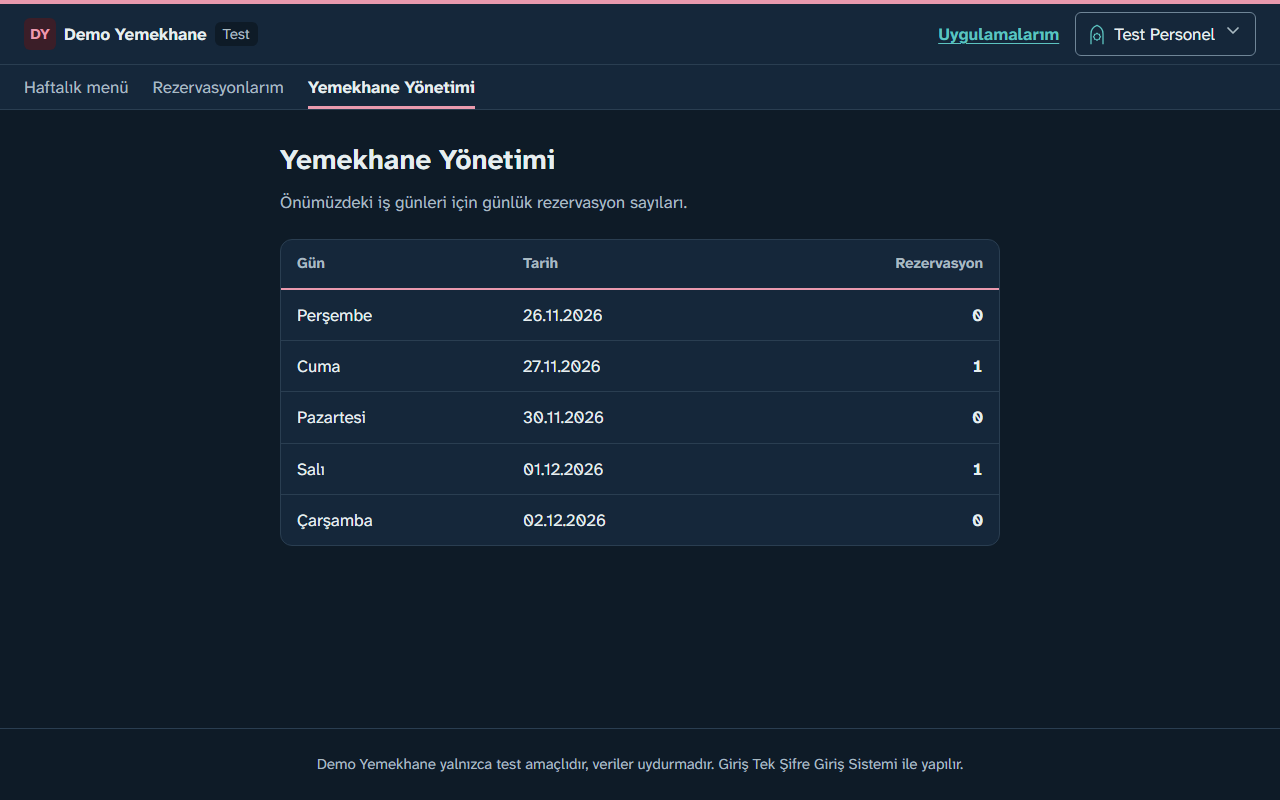 DY Demo Yemekhane Test Uygulamalarım Test Personel
Haftalık menü Rezervasyonlarım Yemekhane Yönetimi
Yemekhane Yönetimi
Önümüzdeki iş günleri için günlük rezervasyon sayıları.
Gün Tarih Rezervasyon
Perşembe 26.11.2026 0
Cuma 27.11.2026 1
Pazartesi 30.11.2026 0
Salı 01.12.2026 1
Çarşamba 02.12.2026 0
Demo Yemekhane yalnızca test amaçlıdır, veriler uydurmadır. Giriş Tek Şifre Giriş Sistemi ile yapılır.